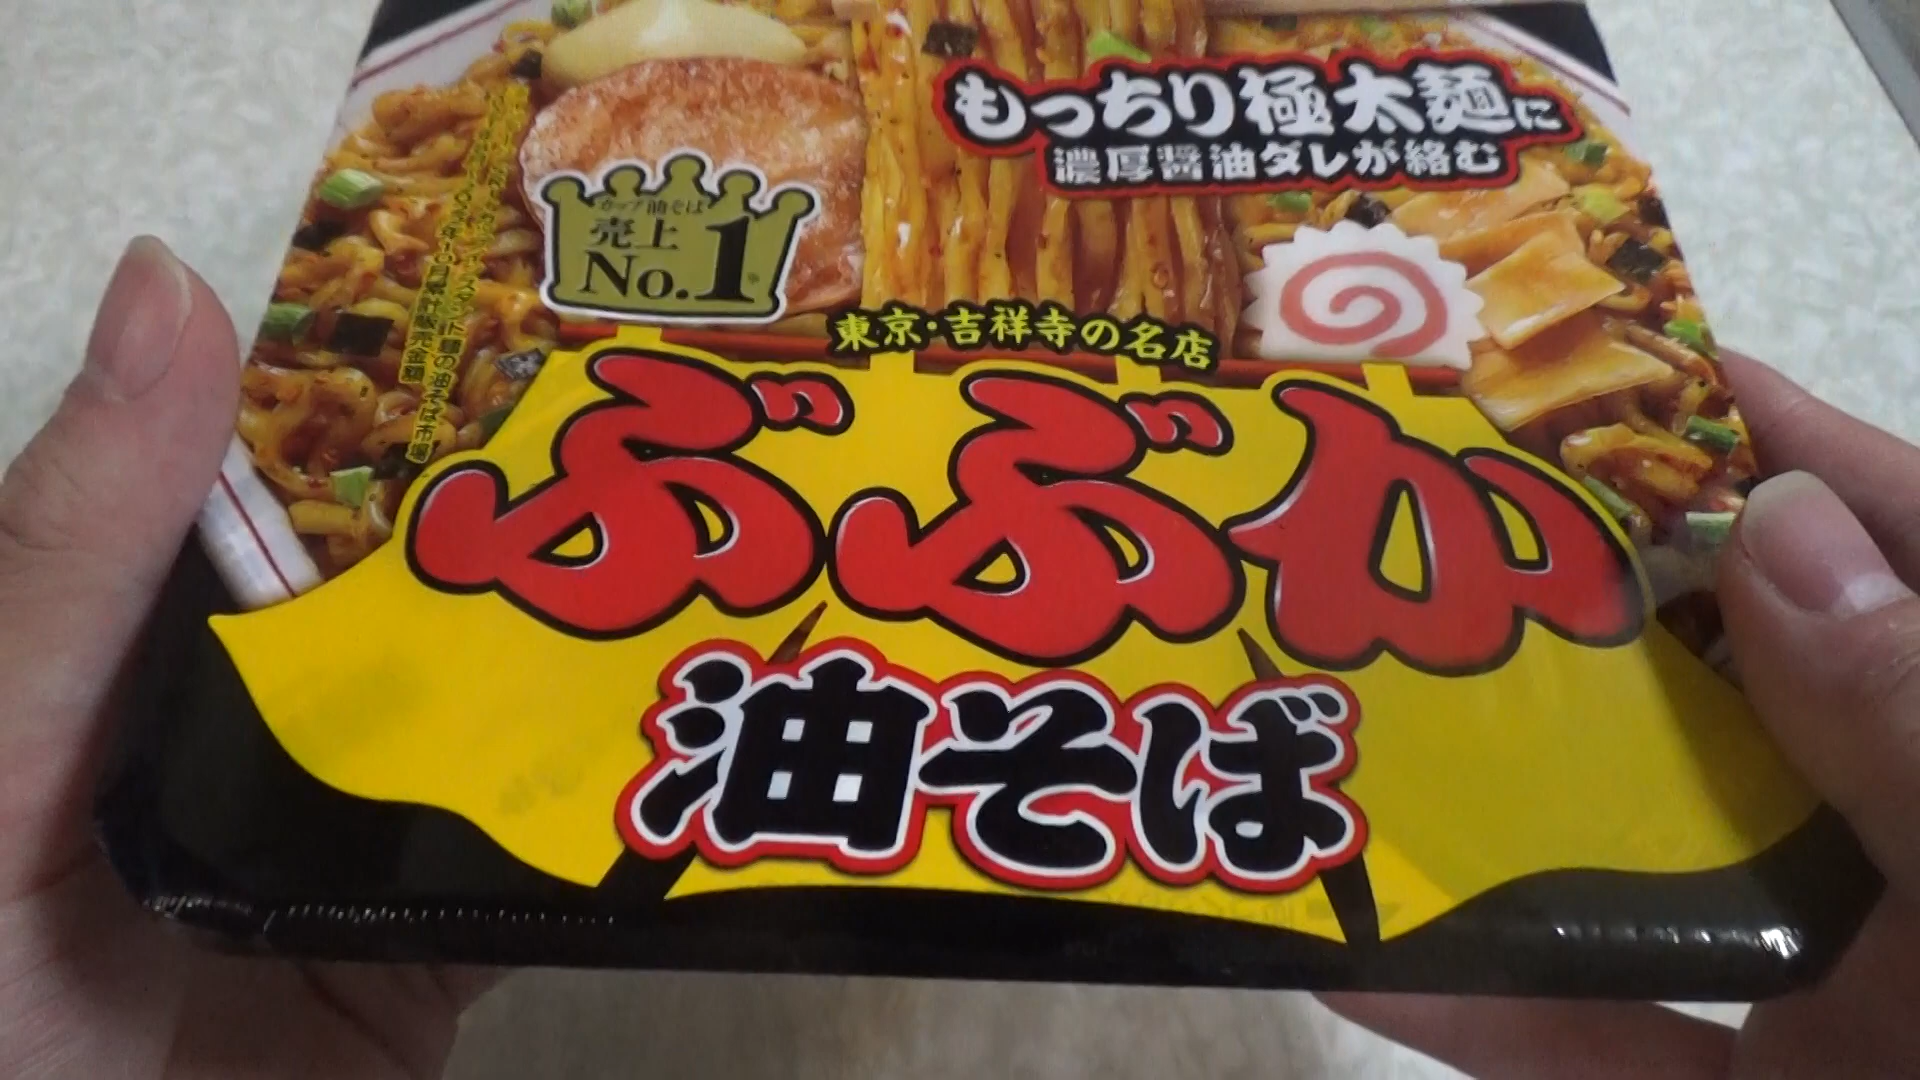 もっちり極太麺に
濃厚醤油ダレが絡む
カップ油そば
売上
No.1
東京・吉祥寺の名店
ぶぶか
油そば